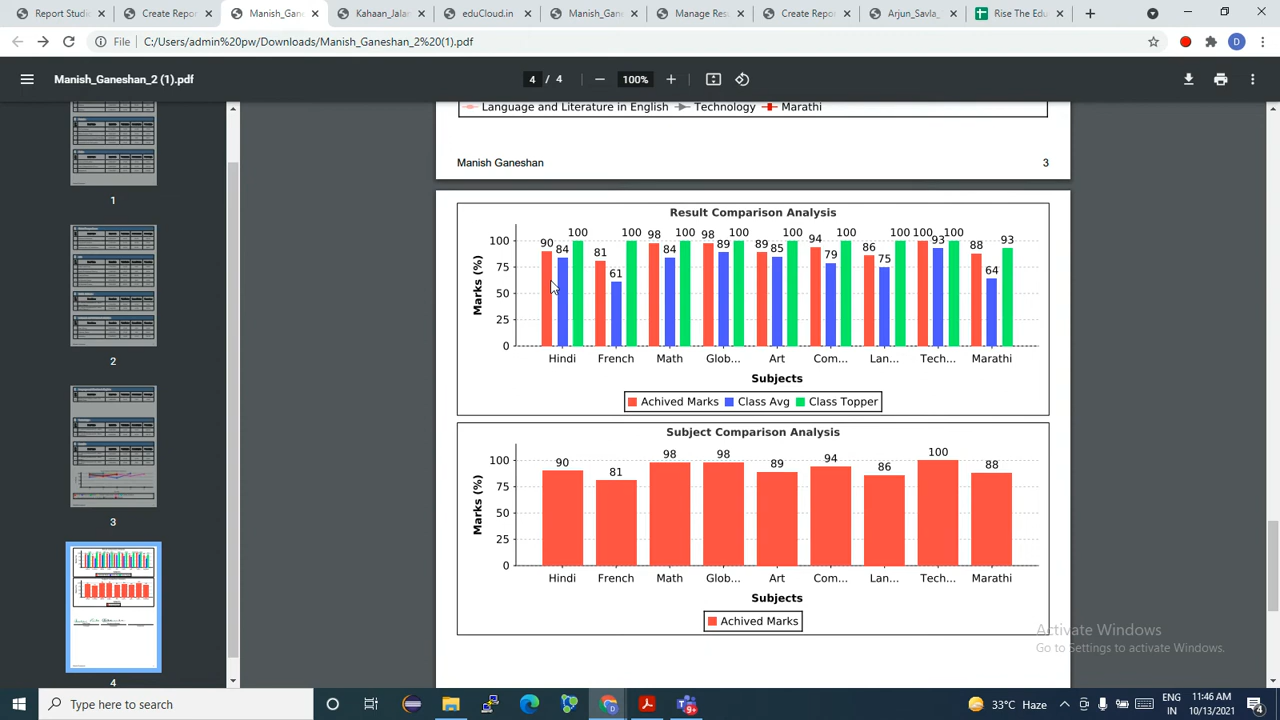 Report Studi
Create Repor
Manish_Gan
Kahaan_Jala
eduCloud.in
Manish_Gan
Manage Res
Create Repor
Arjun_Savla_
Rise The Edu
File C:/Users/admin%20pw/Downloads/Manish_Ganeshan_2%20(1).pdf
D
Manish_Ganeshan_2 (1).pdf
4 / 4
100%
1
2
3
4
Language and Literature in English Technology Marathi
Manish Ganeshan 3
Result Comparison Analysis
Marks (%)
100
75
50
25
0
90 84 100
81 61 100
98 84 100
98 89 100
89 85 100
94 79 100
86 75 100
100 93 100
88 64 93
Hindi French Math Glob... Art Com... Lan... Tech... Marathi
Subjects
Achived Marks Class Avg Class Topper
Subject Comparison Analysis
Marks (%)
100
75
50
25
0
90 81 98 98 89 94 86 100 88
Hindi French Math Glob... Art Com... Lan... Tech... Marathi
Subjects
Achived Marks
Activate Windows
Go to Settings to activate Windows.
Type here to search
9+
33°C Haze
ENG
IN
11:46 AM
10/13/2021
4